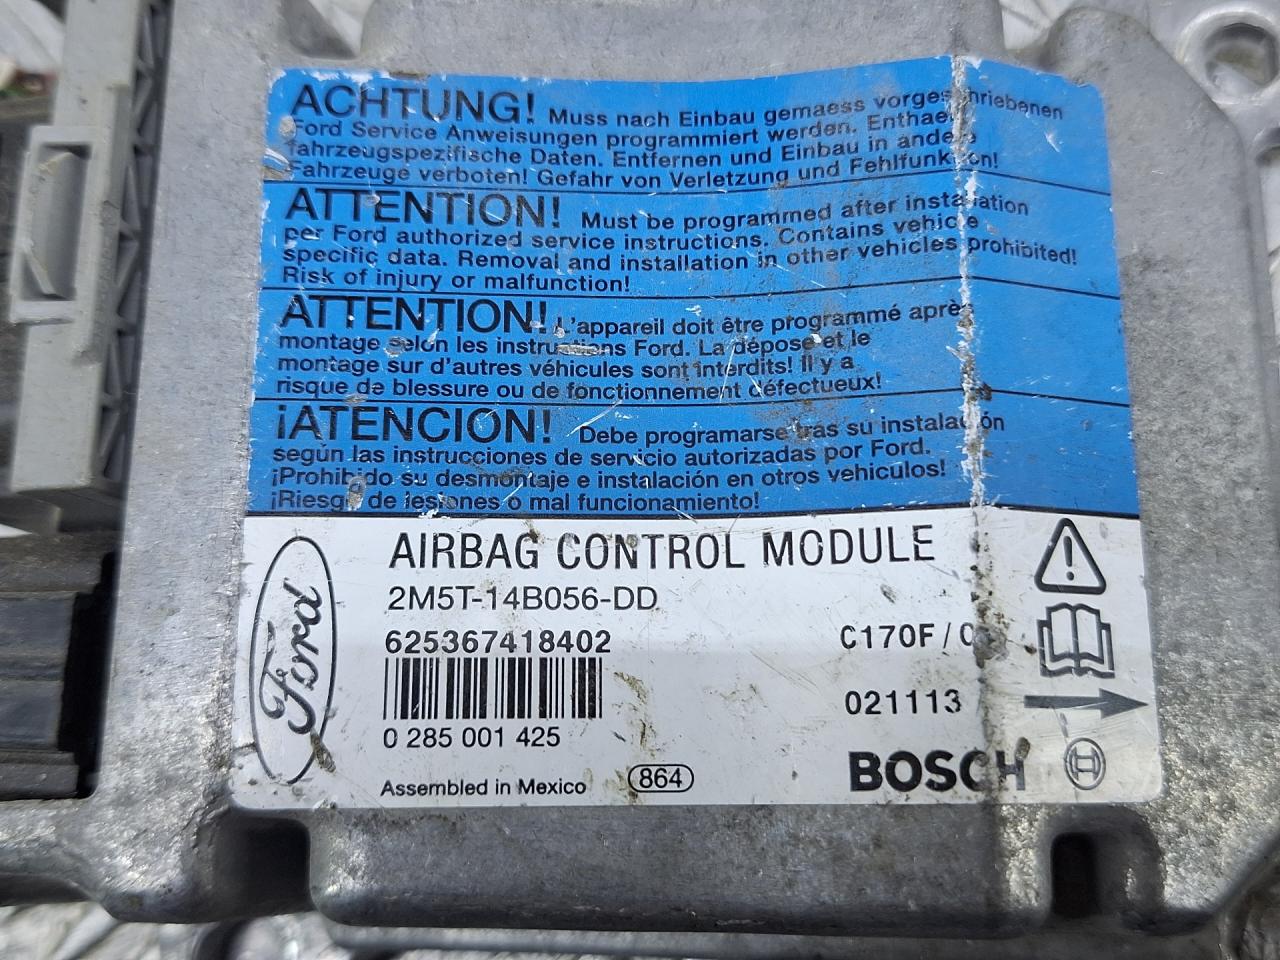 ACHTUNG! Muss nach Einbau gemaess vorgeschriebenen
Ford Service Anweisungen programmiert werden. Enthaelt
fahrzeugspezifische Daten. Entfernen und Einbau in andere
Fahrzeuge verboten! Gefahr von Verletzung und Fehlfunktion!
ATTENTION! Must be programmed after installation
per Ford authorized service instructions. Contains vehicle
specific data. Removal and installation in other vehicles prohibited!
Risk of injury or malfunction!
ATTENTION! L'appareil doit être programmé après
montage selon les instructions Ford. La dépose et le
montage sur d'autres véhicules sont interdits! Il y a
risque de blessure ou de fonctionnement défectueux!
¡ATENCION! Debe programarse tras su instalación
según las instrucciones de servicio autorizadas por Ford.
¡Prohibido su desmontaje e instalación en otros vehiculos!
¡Riesgo de lesiones o mal funcionamiento!
Ford
AIRBAG CONTROL MODULE
2M5T-14B056-DD
625367418402
C170F/
021113
0 285 001 425
Assembled in Mexico 864
BOSCH